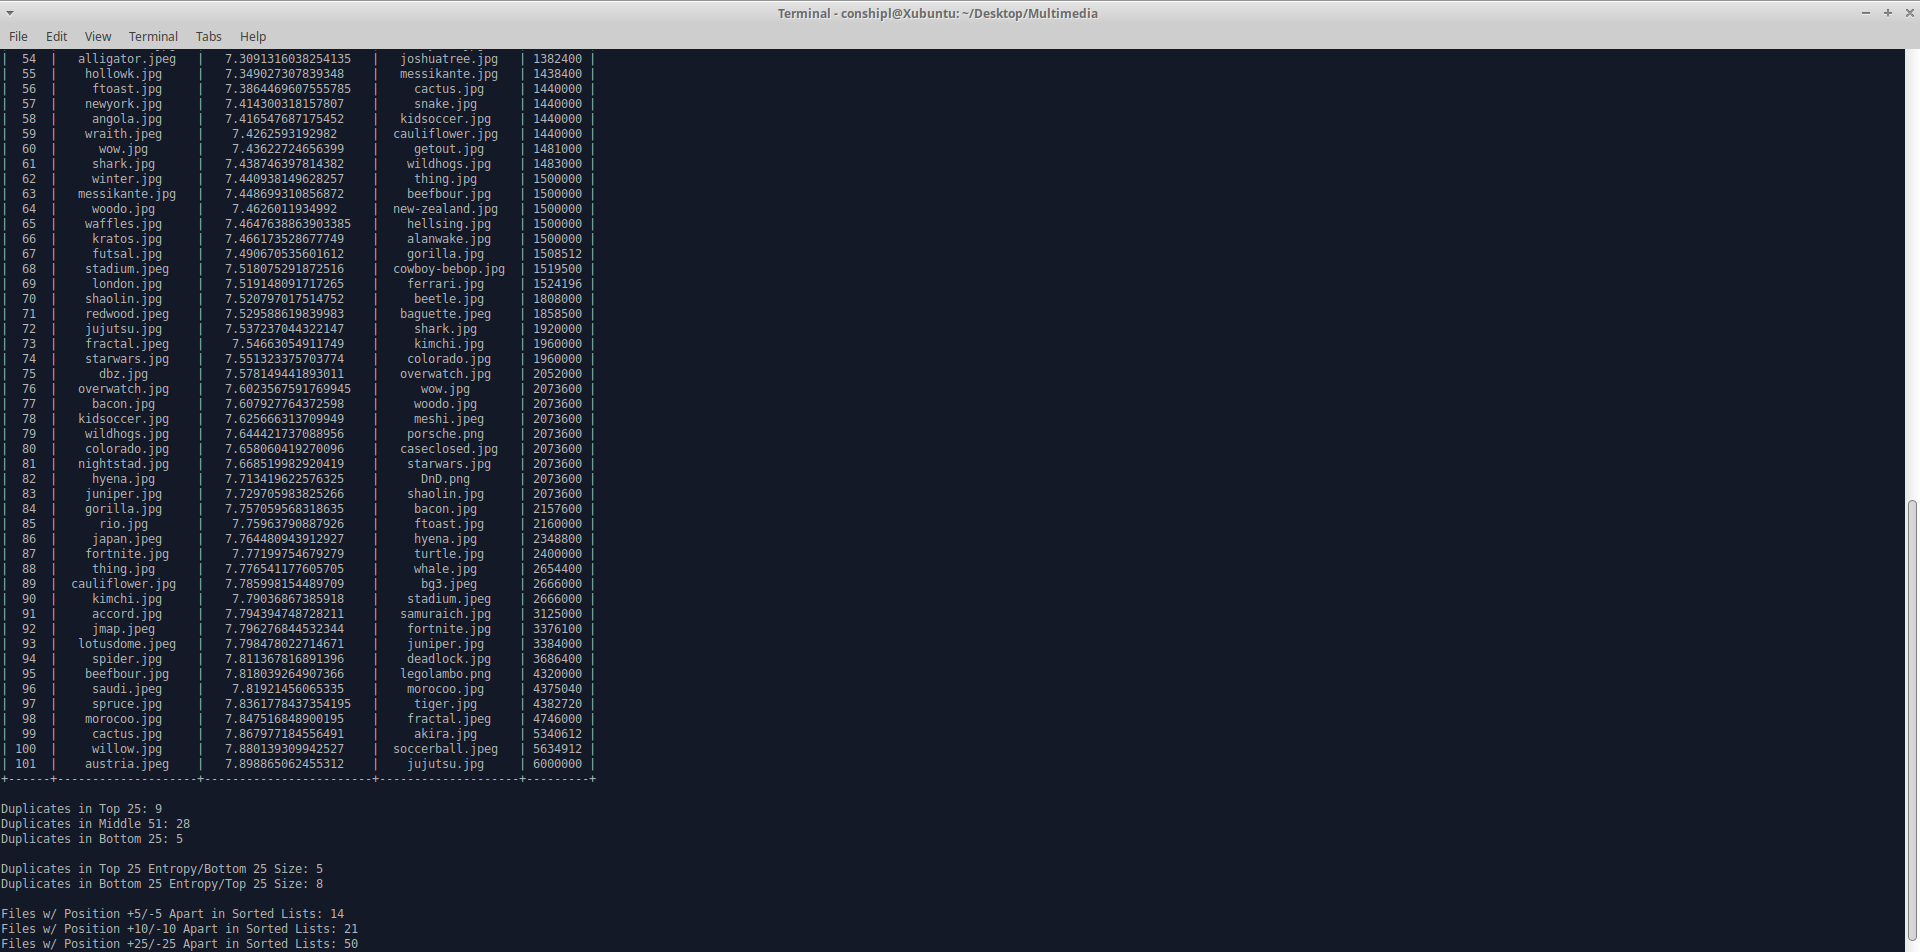 Terminal - conshipl@Xubuntu: ~/Desktop/Multimedia
File Edit View Terminal Tabs Help
| 54 | alligator.jpeg | 7.3091316038254135 | joshuatree.jpg | 1382400 |
| 55 | hollowk.jpg | 7.349027307839348 | messikante.jpg | 1438400 |
| 56 | ftoast.jpg | 7.3864469607555785 | cactus.jpg | 1440000 |
| 57 | newyork.jpg | 7.414300318157807 | snake.jpg | 1440000 |
| 58 | angola.jpg | 7.416547687175452 | kidsoccer.jpg | 1440000 |
| 59 | wraith.jpeg | 7.4262593192982 | cauliflower.jpg | 1440000 |
| 60 | wow.jpg | 7.43622724656399 | getout.jpg | 1481000 |
| 61 | shark.jpg | 7.438746397814382 | wildhogs.jpg | 1483000 |
| 62 | winter.jpg | 7.440938149628257 | thing.jpg | 1500000 |
| 63 | messikante.jpg | 7.448699310856872 | beefbour.jpg | 1500000 |
| 64 | woodo.jpg | 7.4626011934992 | new-zealand.jpg | 1500000 |
| 65 | waffles.jpg | 7.4647638863903385 | hellsing.jpg | 1500000 |
| 66 | kratos.jpg | 7.466173528677749 | alanwake.jpg | 1500000 |
| 67 | futsal.jpg | 7.490670535601612 | gorilla.jpg | 1508512 |
| 68 | stadium.jpeg | 7.518075291872516 | cowboy-bebop.jpg | 1519500 |
| 69 | london.jpg | 7.519148091717265 | ferrari.jpg | 1524196 |
| 70 | shaolin.jpg | 7.520797017514752 | beetle.jpg | 1808000 |
| 71 | redwood.jpeg | 7.529588619839983 | baguette.jpeg | 1858500 |
| 72 | jujutsu.jpg | 7.537237044322147 | shark.jpg | 1920000 |
| 73 | fractal.jpeg | 7.54663054911749 | kimchi.jpg | 1960000 |
| 74 | starwars.jpg | 7.551323375703774 | colorado.jpg | 1960000 |
| 75 | dbz.jpg | 7.578149441893011 | overwatch.jpg | 2052000 |
| 76 | overwatch.jpg | 7.6023567591769945 | wow.jpg | 2073600 |
| 77 | bacon.jpg | 7.607927764372598 | woodo.jpg | 2073600 |
| 78 | kidsoccer.jpg | 7.625666313709949 | meshi.jpeg | 2073600 |
| 79 | wildhogs.jpg | 7.644421737088956 | porsche.png | 2073600 |
| 80 | colorado.jpg | 7.658060419270096 | caseclosed.jpg | 2073600 |
| 81 | nightstad.jpg | 7.668519982920419 | starwars.jpg | 2073600 |
| 82 | hyena.jpg | 7.713419622576325 | DnD.png | 2073600 |
| 83 | juniper.jpg | 7.729705983825266 | shaolin.jpg | 2073600 |
| 84 | gorilla.jpg | 7.757059568318635 | bacon.jpg | 2157600 |
| 85 | rio.jpg | 7.75963790887926 | ftoast.jpg | 2160000 |
| 86 | japan.jpeg | 7.764480943912927 | hyena.jpg | 2348800 |
| 87 | fortnite.jpg | 7.77199754679279 | turtle.jpg | 2400000 |
| 88 | thing.jpg | 7.776541177605705 | whale.jpg | 2654400 |
| 89 | cauliflower.jpg | 7.785998154489709 | bg3.jpeg | 2666000 |
| 90 | kimchi.jpg | 7.79036867385918 | stadium.jpeg | 2666000 |
| 91 | accord.jpg | 7.794394748728211 | samuraich.jpg | 3125000 |
| 92 | jmap.jpeg | 7.796276844532344 | fortnite.jpg | 3376100 |
| 93 | lotusdome.jpeg | 7.798478022714671 | juniper.jpg | 3384000 |
| 94 | spider.jpg | 7.811367816891396 | deadlock.jpg | 3686400 |
| 95 | beefbour.jpg | 7.818039264907366 | legolambo.png | 4320000 |
| 96 | saudi.jpeg | 7.81921456065335 | morocoo.jpg | 4375040 |
| 97 | spruce.jpg | 7.8361778437354195 | tiger.jpg | 4382720 |
| 98 | morocoo.jpg | 7.847516848900195 | fractal.jpeg | 4746000 |
| 99 | cactus.jpg | 7.867977184556491 | akira.jpg | 5340612 |
| 100 | willow.jpg | 7.880139309942527 | soccerball.jpeg | 5634912 |
| 101 | austria.jpeg | 7.898865062455312 | jujutsu.jpg | 6000000 |
+------+--------------------+------------------------+--------------------+---------+
Duplicates in Top 25: 9
Duplicates in Middle 51: 28
Duplicates in Bottom 25: 5
Duplicates in Top 25 Entropy/Bottom 25 Size: 5
Duplicates in Bottom 25 Entropy/Top 25 Size: 8
Files w/ Position +5/-5 Apart in Sorted Lists: 14
Files w/ Position +10/-10 Apart in Sorted Lists: 21
Files w/ Position +25/-25 Apart in Sorted Lists: 50